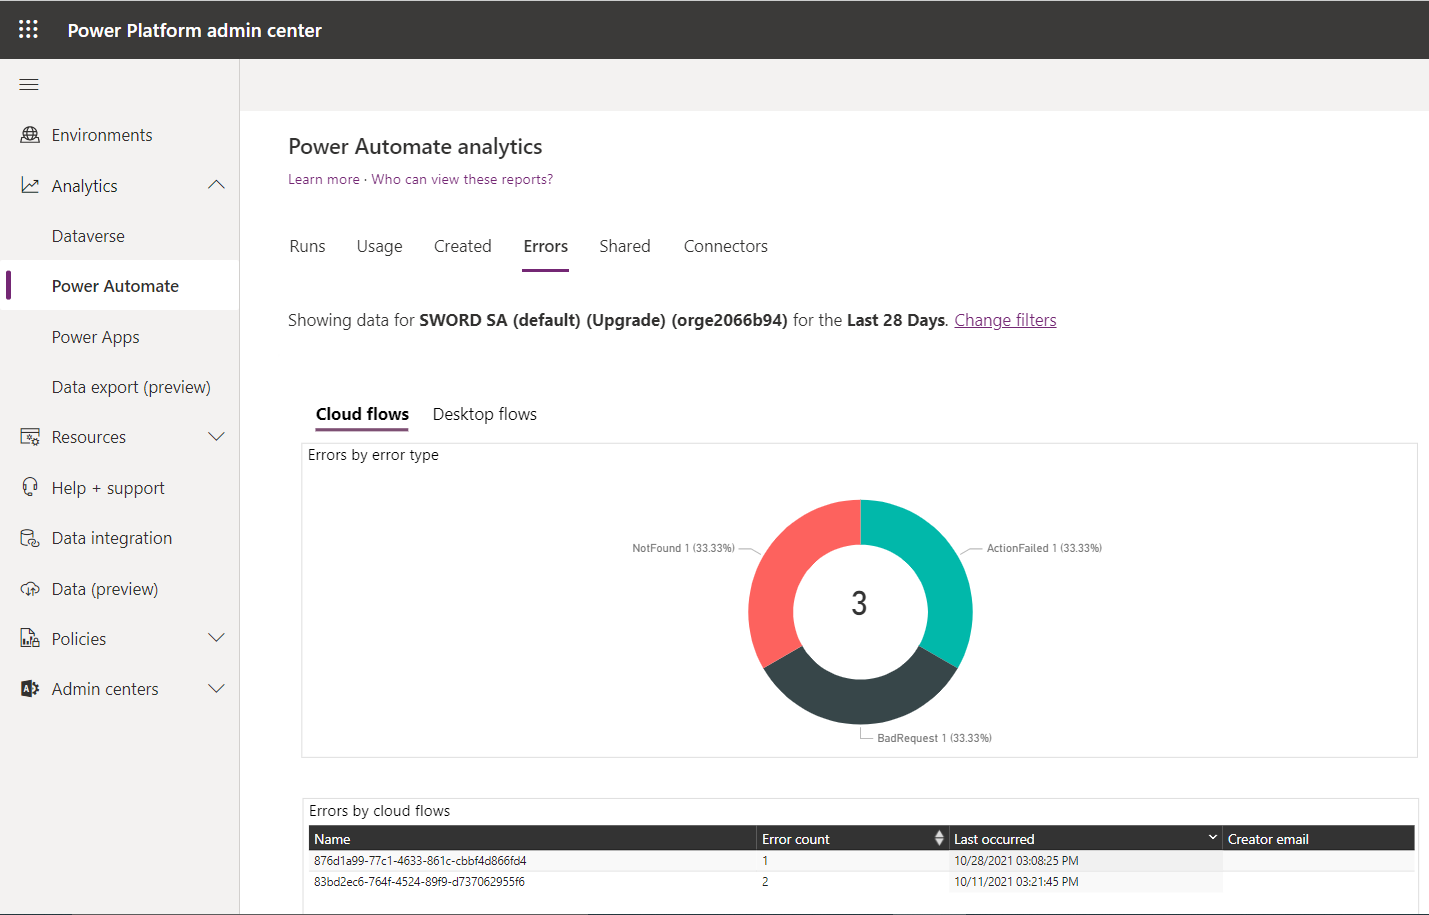 Power Platform admin center
Environments
Analytics
Dataverse
Power Automate
Power Apps
Data export (preview)
Resources
Help + support
Data integration
Data (preview)
Policies
Admin centers
Power Automate analytics
Learn more · Who can view these reports?
Runs Usage Created Errors Shared Connectors
Showing data for SWORD SA (default) (Upgrade) (orge2066b94) for the Last 28 Days. Change filters
Cloud flows Desktop flows
Errors by error type
NotFound 1 (33.33%)
ActionFailed 1 (33.33%)
3
BadRequest 1 (33.33%)
Errors by cloud flows
Name Error count Last occurred Creator email
876d1a99-77c1-4633-861c-cbbf4d866fd4 1 10/28/2021 03:08:25 PM
83bd2ec6-764f-4524-89f9-d737062955f6 2 10/11/2021 03:21:45 PM